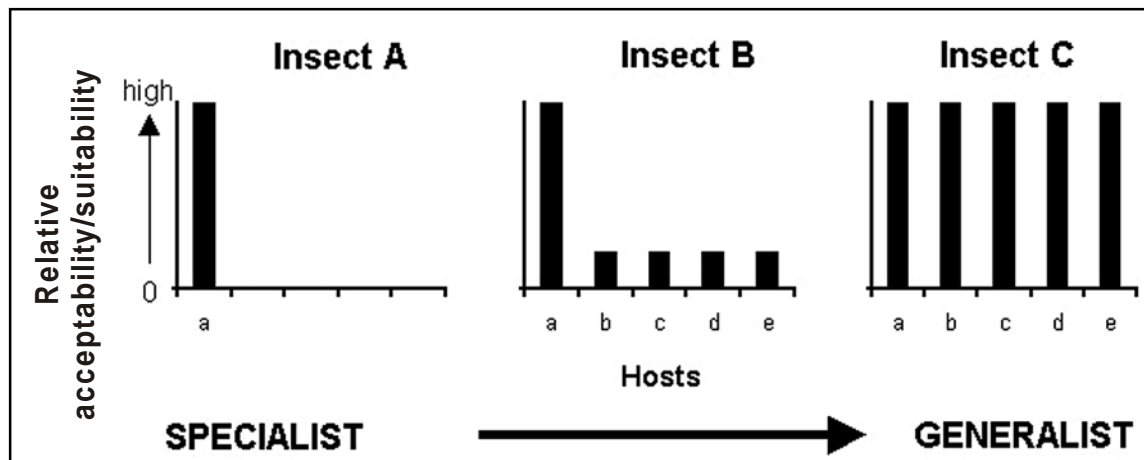 Insect A
Insect B
Insect C
Relative
acceptability/suitability
high
0
a
a b c d e
a b c d e
Hosts
SPECIALIST
GENERALIST